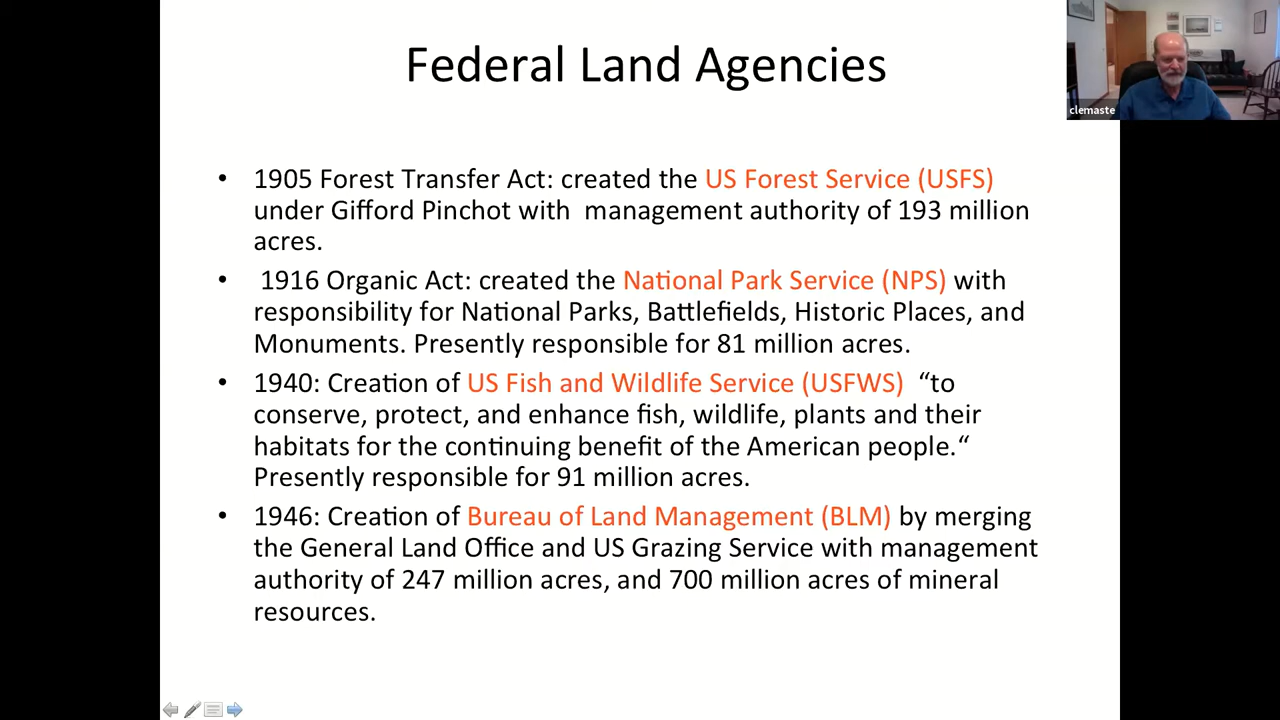 Federal Land Agencies
clemaste
• 1905 Forest Transfer Act: created the US Forest Service (USFS)
under Gifford Pinchot with  management authority of 193 million
acres.
•  1916 Organic Act: created the National Park Service (NPS) with
responsibility for National Parks, Battlefields, Historic Places, and
Monuments. Presently responsible for 81 million acres.
• 1940: Creation of US Fish and Wildlife Service (USFWS)  “to
conserve, protect, and enhance fish, wildlife, plants and their
habitats for the continuing benefit of the American people.“
Presently responsible for 91 million acres.
• 1946: Creation of Bureau of Land Management (BLM) by merging
the General Land Office and US Grazing Service with management
authority of 247 million acres, and 700 million acres of mineral
resources.